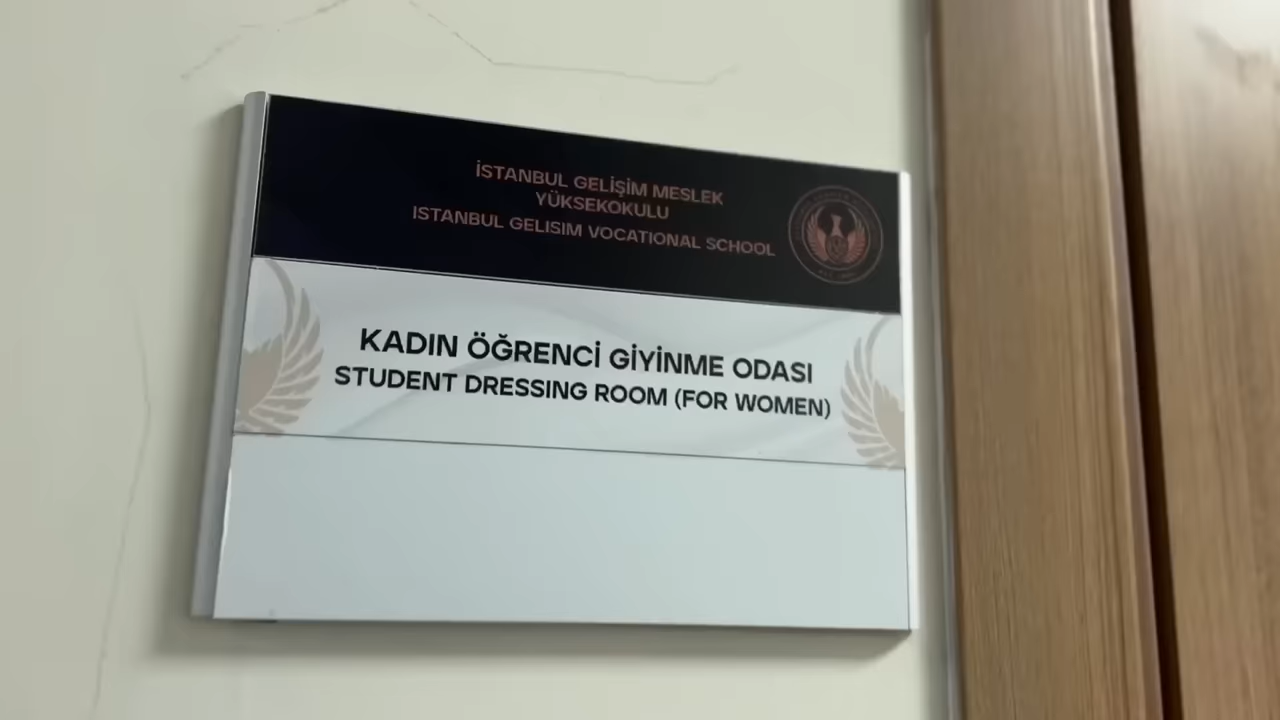 İSTANBUL GELİŞİM MESLEK
YÜKSEKOKULU
ISTANBUL GELISIM VOCATIONAL SCHOOL
KADIN ÖĞRENCİ GİYİNME ODASI
STUDENT DRESSING ROOM (FOR WOMEN)